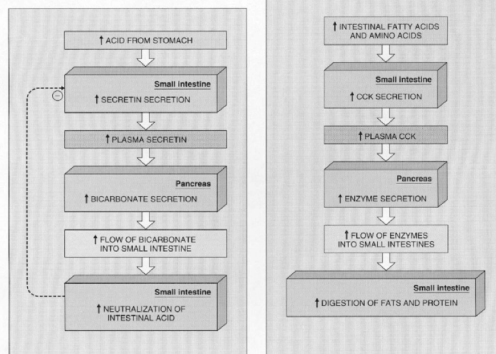 ↑ ACID FROM STOMACH
Small intestine
↑ SECRETIN SECRETION
↑ PLASMA SECRETIN
Pancreas
↑ BICARBONATE SECRETION
↑ FLOW OF BICARBONATE
INTO SMALL INTESTINE
Small intestine
↑ NEUTRALIZATION OF
INTESTINAL ACID
−
↑ INTESTINAL FATTY ACIDS
AND AMINO ACIDS
Small intestine
↑ CCK SECRETION
↑ PLASMA CCK
Pancreas
↑ ENZYME SECRETION
↑ FLOW OF ENZYMES
INTO SMALL INTESTINES
Small intestine
↑ DIGESTION OF FATS AND PROTEIN